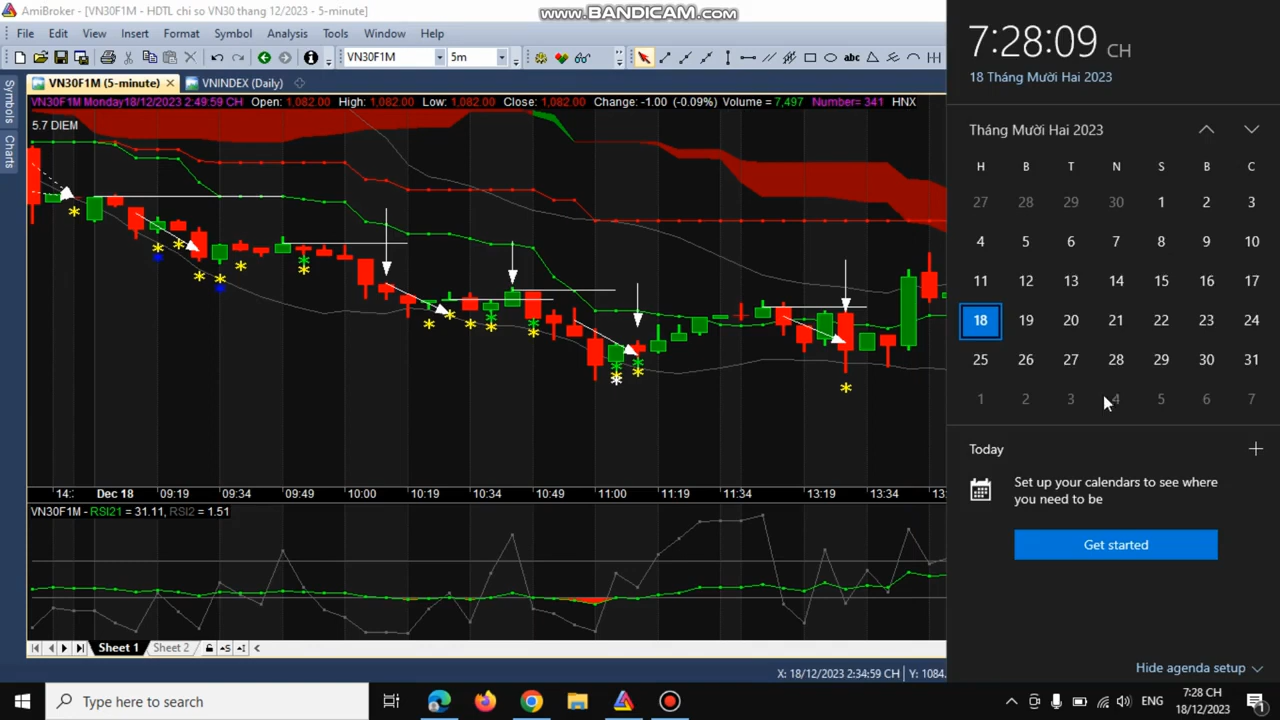 AmiBroker - [VN30F1M - HDTL chi so VN30 thang 12/2023 - 5-minute]
www.BANDICAM.com
File Edit View Insert Format Symbol Analysis Tools Window Help
VN30F1M 5m abc
VN30F1M (5-minute) VNINDEX (Daily)
Symbols
Charts
VN30F1M Monday18/12/2023 2:49:59 CH Open: 1,082.00 High: 1,082.00 Low: 1,082.00 Close: 1,082.00 Change: -1.00 (-0.09%) Volume = 7,497 Number= 341 HNX
5.7 DIEM
14: Dec 18 09:19 09:34 09:49 10:00 10:19 10:34 10:49 11:00 11:19 11:34 13:19 13:34 13:
VN30F1M - RSI21 = 31.11, RSI2 = 1.51
Sheet 1 Sheet 2
X: 18/12/2023 2:34:59 CH Y: 1084.
7:28:09 CH
18 Tháng Mười Hai 2023
Tháng Mười Hai 2023
H B T N S B C
27 28 29 30 1 2 3
4 5 6 7 8 9 10
11 12 13 14 15 16 17
18 19 20 21 22 23 24
25 26 27 28 29 30 31
1 2 3 4 5 6 7
Today
Set up your calendars to see where
you need to be
Get started
Hide agenda setup
Type here to search
ENG
7:28 CH
18/12/2023
1